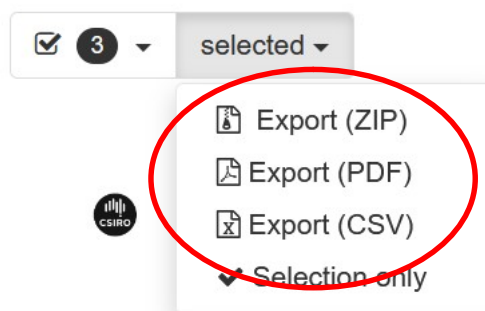 3 selected
Export (ZIP)
Export (PDF)
CSIRO
Export (CSV)
Selection only